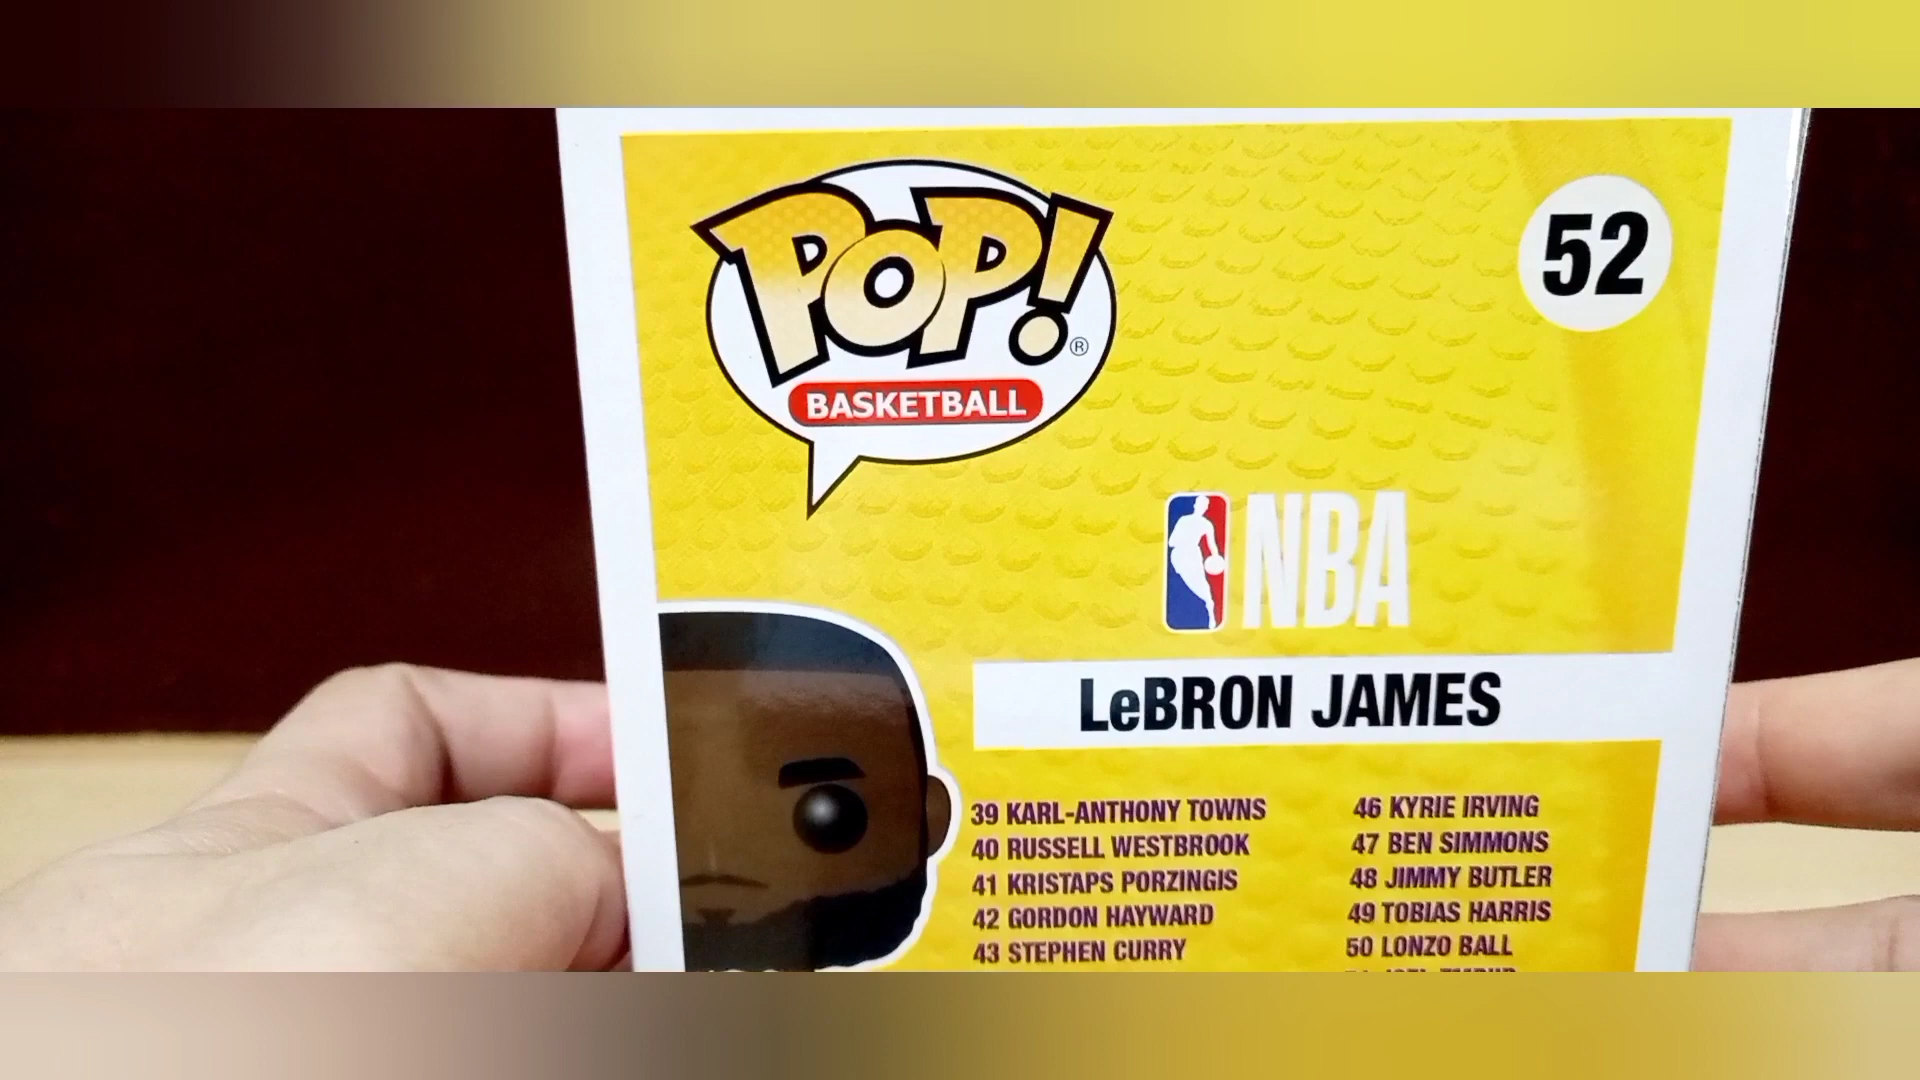 POP!®
BASKETBALL
52
NBA
LeBRON JAMES
39 KARL-ANTHONY TOWNS
40 RUSSELL WESTBROOK
41 KRISTAPS PORZINGIS
42 GORDON HAYWARD
43 STEPHEN CURRY
46 KYRIE IRVING
47 BEN SIMMONS
48 JIMMY BUTLER
49 TOBIAS HARRIS
50 LONZO BALL